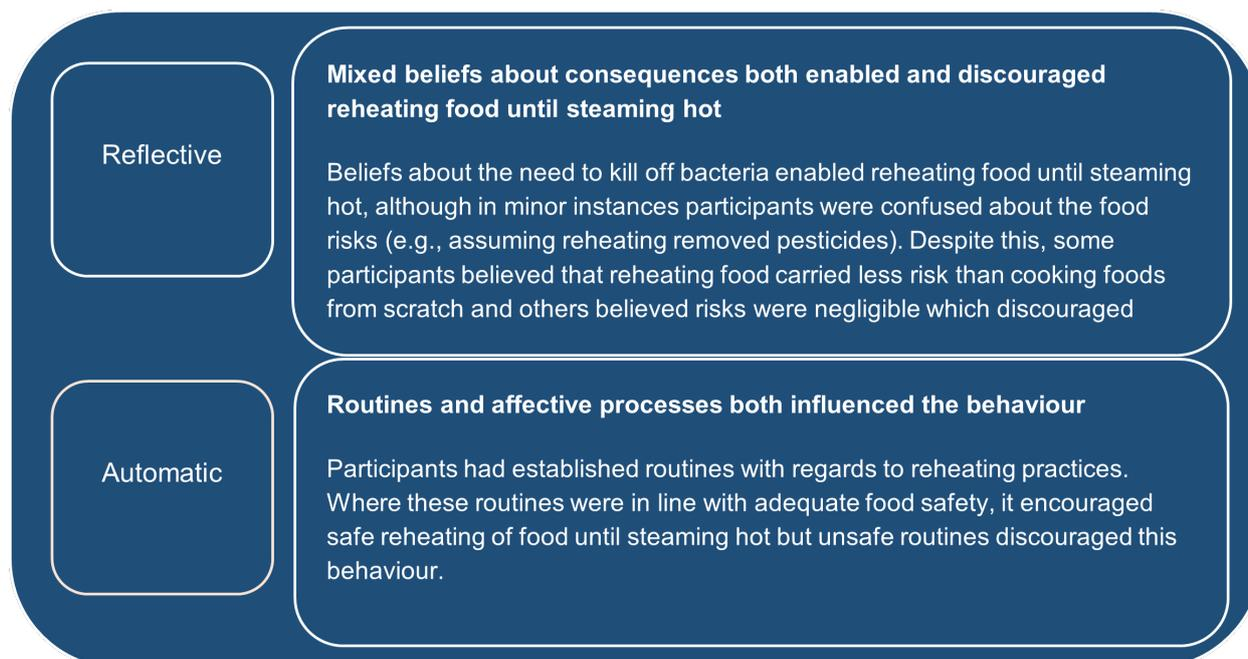 Reflective
Mixed beliefs about consequences both enabled and discouraged
reheating food until steaming hot
Beliefs about the need to kill off bacteria enabled reheating food until steaming
hot, although in minor instances participants were confused about the food
risks (e.g., assuming reheating removed pesticides). Despite this, some
participants believed that reheating food carried less risk than cooking foods
from scratch and others believed risks were negligible which discouraged
Automatic
Routines and affective processes both influenced the behaviour
Participants had established routines with regards to reheating practices.
Where these routines were in line with adequate food safety, it encouraged
safe reheating of food until steaming hot but unsafe routines discouraged this
behaviour.